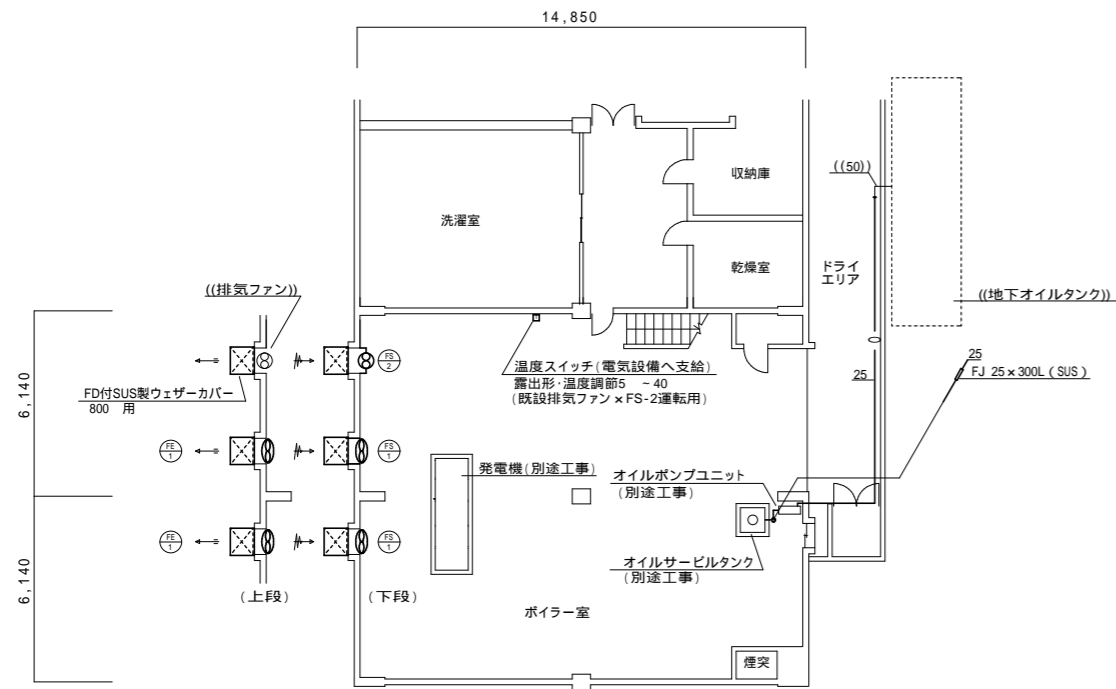 14,850
((50))
収納庫
洗濯室
乾燥室
ドライ
エリア
((排気ファン))
((地下オイルタンク))
FS
2
温度スイッチ(電気設備へ支給)
露出形･温度調節5 ~40
(既設排気ファン×FS-2運転用)
25
FJ 25×300L (SUS)
25
6,140
FD付SUS製ウェザーカバー
800 用
FE
1
FS
1
発電機(別途工事)
オイルポンプユニット
(別途工事)
FE
1
FS
1
オイルサービルタンク
(別途工事)
6,140
(上段)
(下段)
ボイラー室
煙突